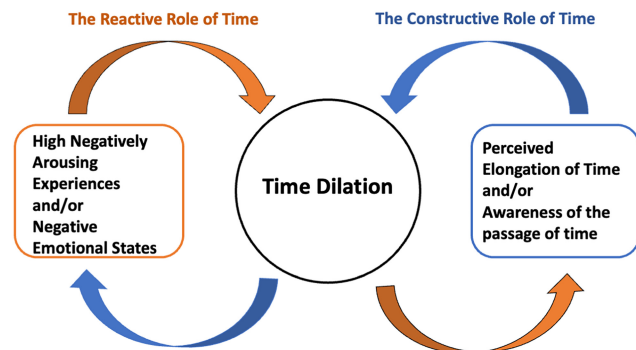 The Reactive Role of Time
The Constructive Role of Time
High Negatively
Arousing
Experiences
and/or
Negative
Emotional States
Time Dilation
Perceived
Elongation of Time
and/or
Awareness of the
passage of time